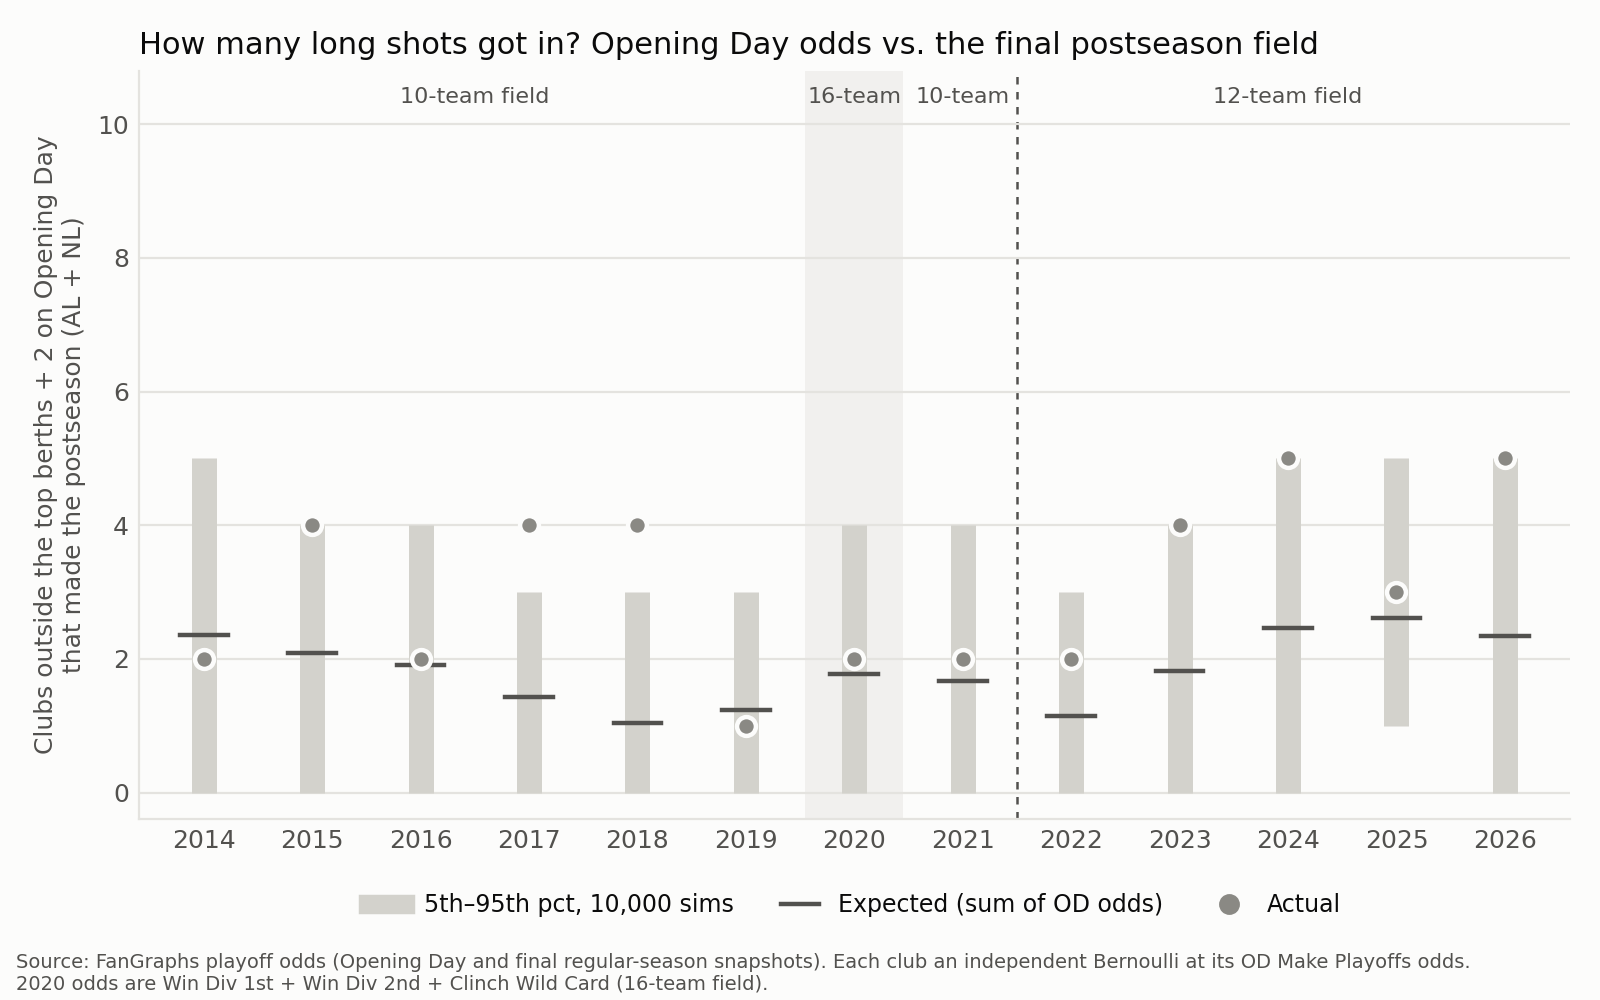 How many long shots got in? Opening Day odds vs. the final postseason field
10-team field
16-team
10-team
12-team field
Clubs outside the top berths + 2 on Opening Day
that made the postseason (AL + NL)
10
8
6
4
2
0
2014
2015
2016
2017
2018
2019
2020
2021
2022
2023
2024
2025
2026
5th–95th pct, 10,000 sims
Expected (sum of OD odds)
Actual
Source: FanGraphs playoff odds (Opening Day and final regular-season snapshots). Each club an independent Bernoulli at its OD Make Playoffs odds.
2020 odds are Win Div 1st + Win Div 2nd + Clinch Wild Card (16-team field).